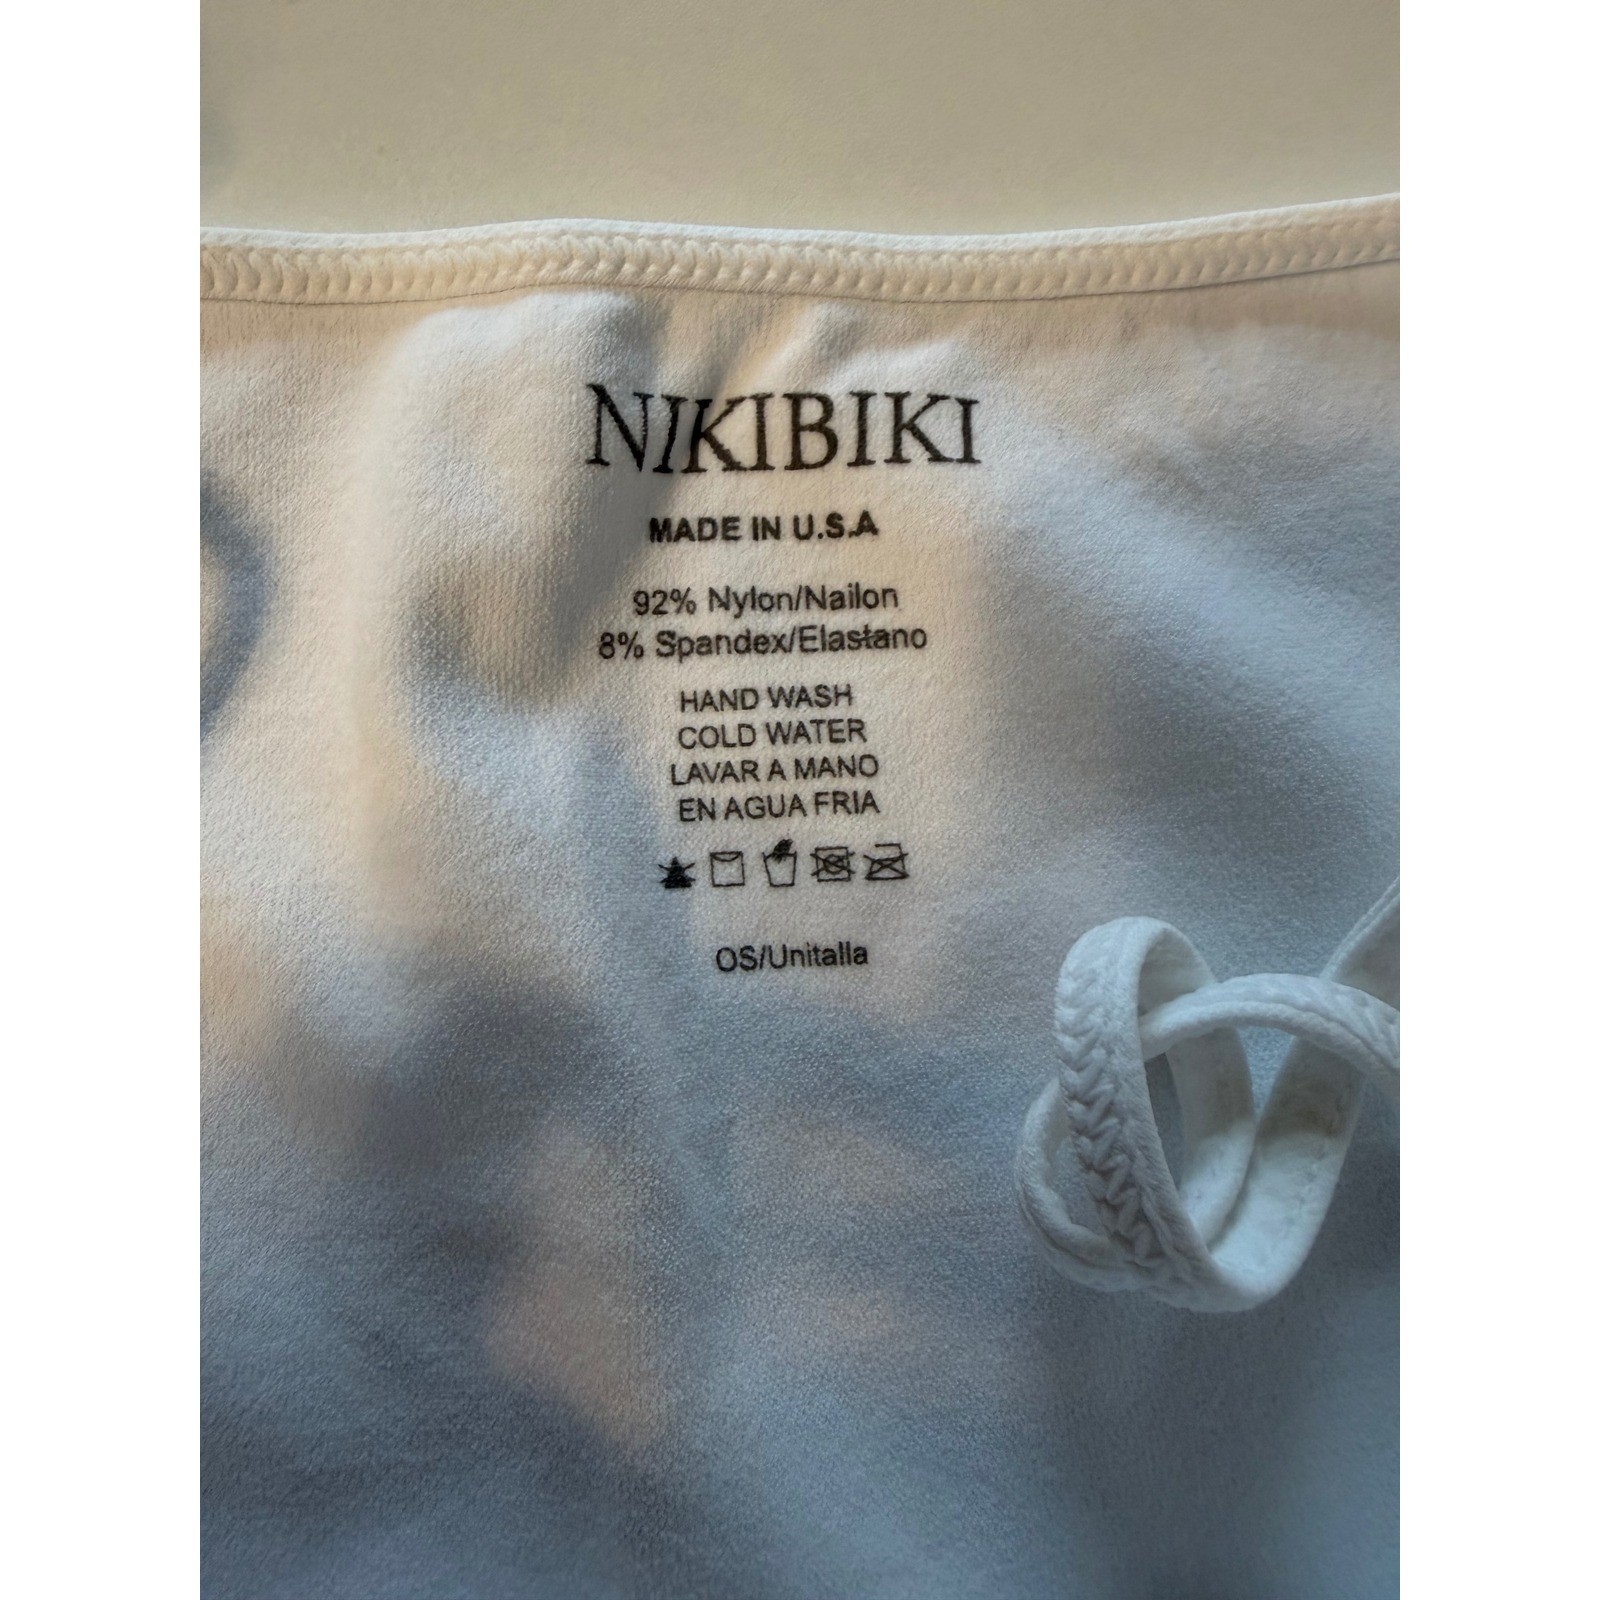 NIKIBIKI
MADE IN U.S.A
92% Nylon/Nailon
8% Spandex/Elastano
HAND WASH
COLD WATER
LAVAR A MANO
EN AGUA FRIA
OS/Unitalla